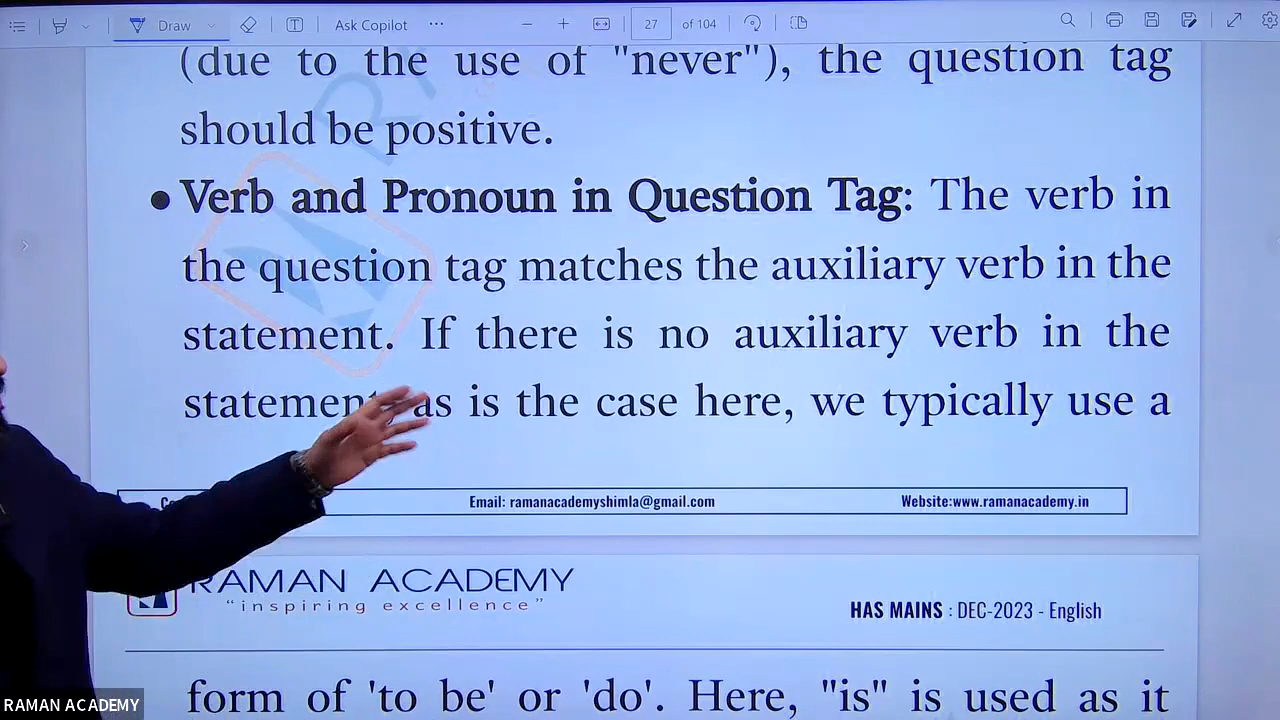 Draw
Ask Copilot
27 of 104
(due to the use of "never"), the question tag
should be positive.
● Verb and Pronoun in Question Tag: The verb in
the question tag matches the auxiliary verb in the
statement. If there is no auxiliary verb in the
statement, as is the case here, we typically use a
Email: ramanacademyshimla@gmail.com Website:www.ramanacademy.in
RAMAN ACADEMY
"inspiring excellence"
HAS MAINS : DEC-2023 - English
form of 'to be' or 'do'. Here, "is" is used as it
RAMAN ACADEMY